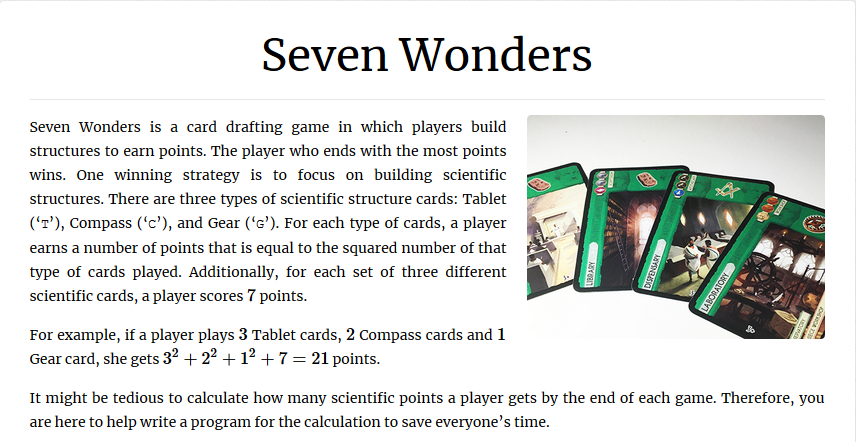 Seven Wonders
Seven Wonders is a card drafting game in which players build
structures to earn points. The player who ends with the most points
wins. One winning strategy is to focus on building scientific
structures. There are three types of scientific structure cards: Tablet
(‘T’), Compass (‘C’), and Gear (‘G’). For each type of cards, a player
earns a number of points that is equal to the squared number of that
type of cards played. Additionally, for each set of three different
scientific cards, a player scores 7 points.
For example, if a player plays 3 Tablet cards, 2 Compass cards and 1
Gear card, she gets 3² + 2² + 1² + 7 = 21 points.
LIBRARY
DISPENSARY
LABORATORY
It might be tedious to calculate how many scientific points a player gets by the end of each game. Therefore, you
are here to help write a program for the calculation to save everyone’s time.